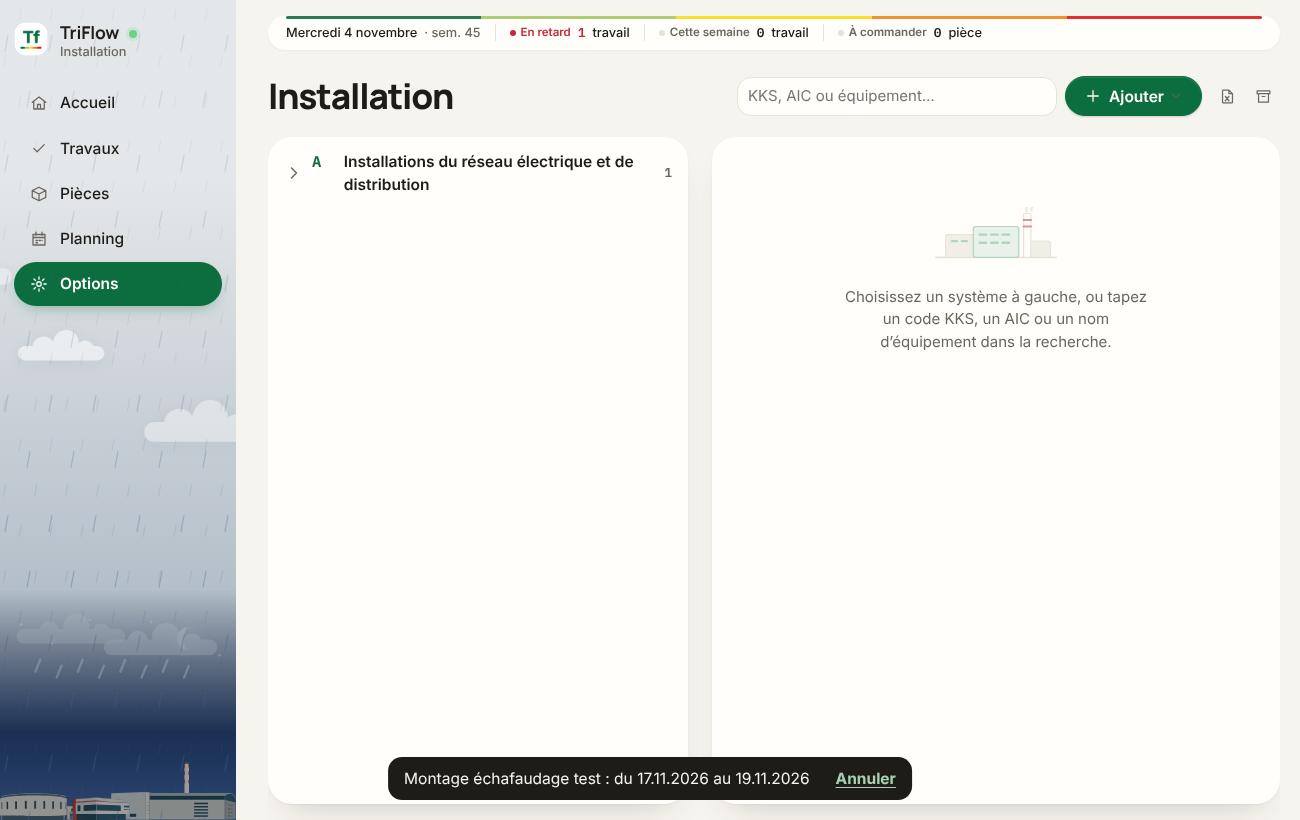 Tf
TriFlow
Installation
Accueil
Travaux
Pièces
Planning
Options
Mercredi 4 novembre · sem. 45
En retard 1 travail
Cette semaine 0 travail
À commander 0 pièce
Installation
KKS, AIC ou équipement…
Ajouter
A Installations du réseau électrique et de
distribution
1
Choisissez un système à gauche, ou tapez
un code KKS, un AIC ou un nom
d’équipement dans la recherche.
Montage échafaudage test : du 17.11.2026 au 19.11.2026 Annuler